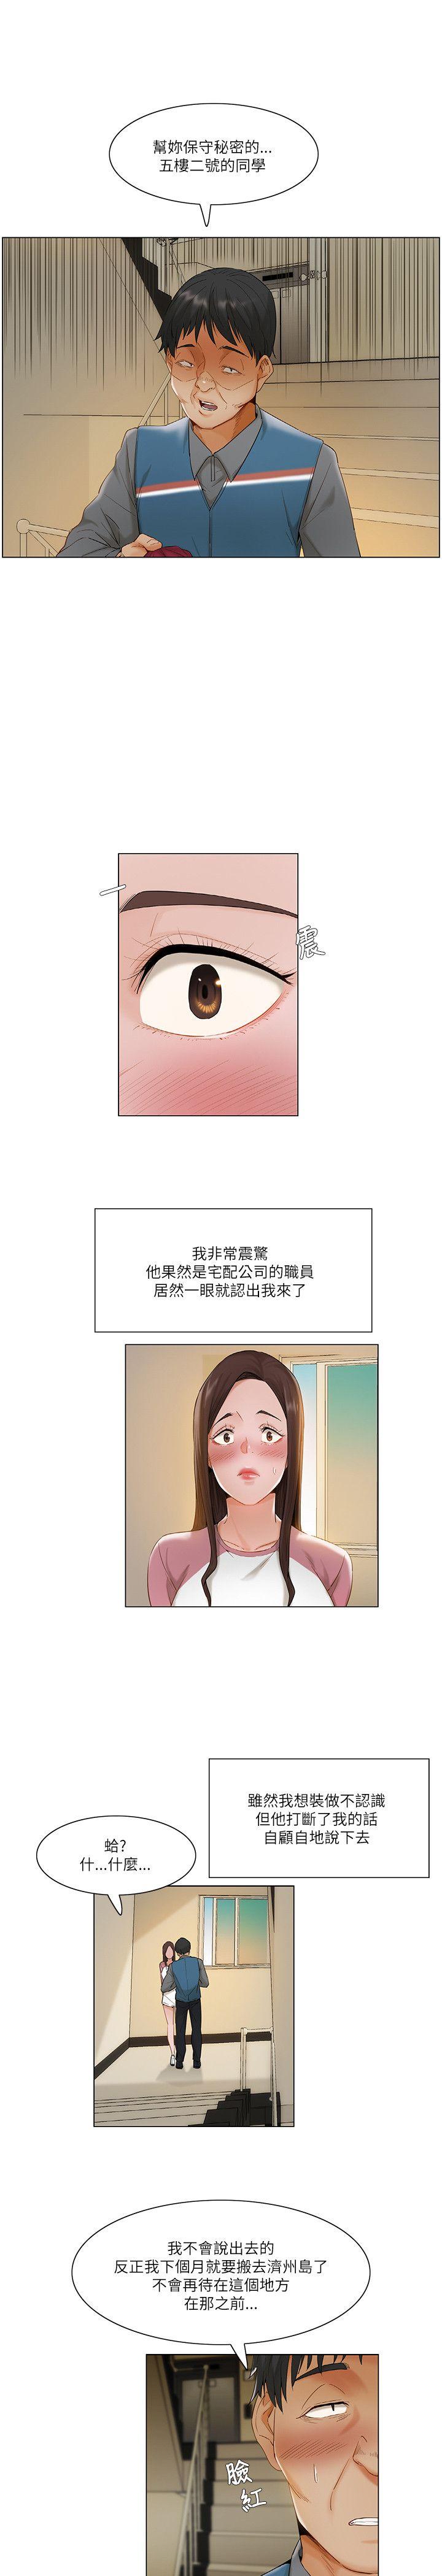 幫妳保守秘密的...
五樓二號的同學
震
我非常震驚
他果然是宅配公司的職員
居然一眼就認出我來了
雖然我想裝做不認識
但他打斷了我的話
自顧自地說下去
蛤?
什...什麼...
我不會說出去的
反正我下個月就要搬去濟州島了
不會再待在這個地方
在那之前...
臉
紅